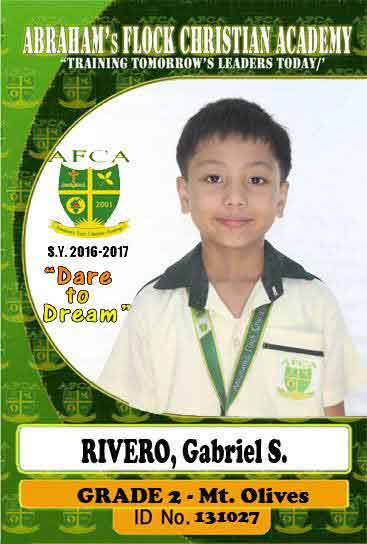 ABRAHAM's FLOCK CHRISTIAN ACADEMY
"TRAINING TOMORROW'S LEADERS TODAY/'
AFCA
2001
S.Y. 2016-2017
"Dare
to
Dream"
AFCA
RIVERO, Gabriel S.
GRADE 2 - Mt. Olives
ID No. 131027